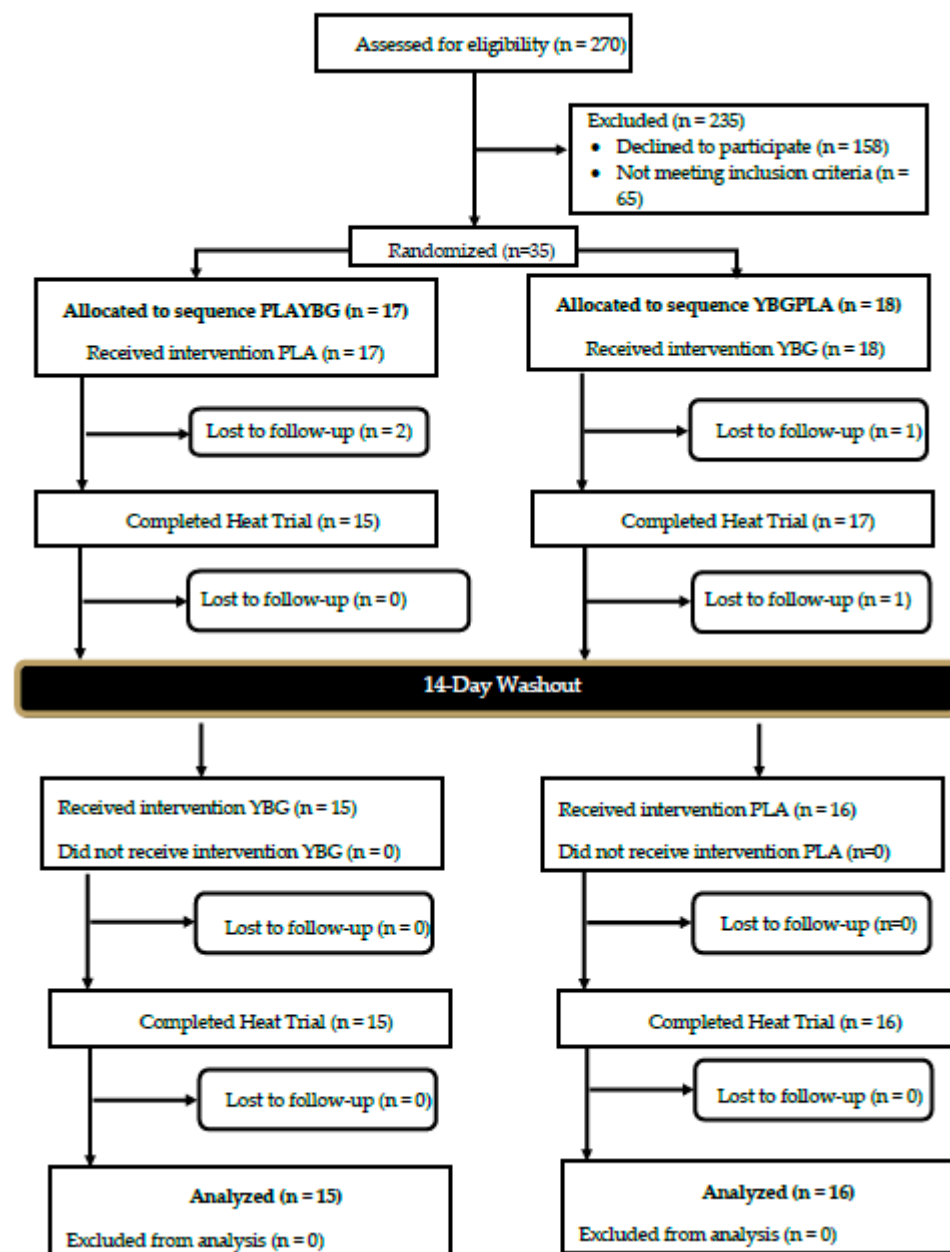 Assessed for eligibility (n = 270)
Excluded (n = 235)
• Declined to participate (n = 158)
• Not meeting inclusion criteria (n =
65)
Randomized (n=35)
Allocated to sequence PLAYBG (n = 17)
Received intervention PLA (n = 17)
Allocated to sequence YBGPLA (n = 18)
Received intervention YBG (n = 18)
Lost to follow-up (n = 2)
Lost to follow-up (n = 1)
Completed Heat Trial (n = 15)
Completed Heat Trial (n = 17)
Lost to follow-up (n = 0)
Lost to follow-up (n = 1)
14-Day Washout
Received intervention YBG (n = 15)
Did not receive intervention YBG (n = 0)
Received intervention PLA (n = 16)
Did not receive intervention PLA (n=0)
Lost to follow-up (n = 0)
Lost to follow-up (n=0)
Completed Heat Trial (n = 15)
Completed Heat Trial (n = 16)
Lost to follow-up (n = 0)
Lost to follow-up (n = 0)
Analyzed (n = 15)
Excluded from analysis (n = 0)
Analyzed (n = 16)
Excluded from analysis (n = 0)